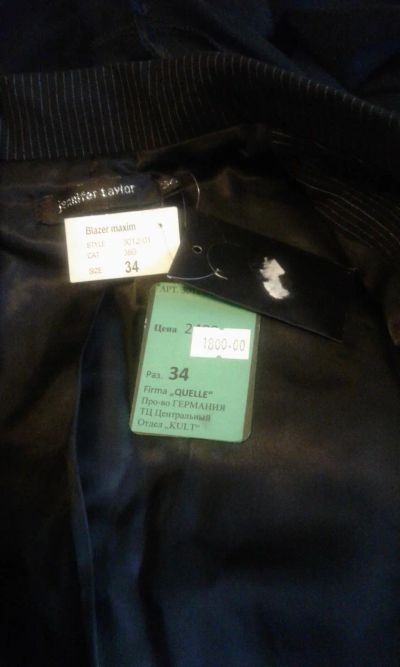 jennifer taylor
Blazer maxim
STYLE 3012-01
CAT. 380
SIZE 34
Цена
1800-00
Раз. 34
Firma „QUELLE“
Про-во ГЕРМАНИЯ
ТЦ Центральный
Отдел „KULT“